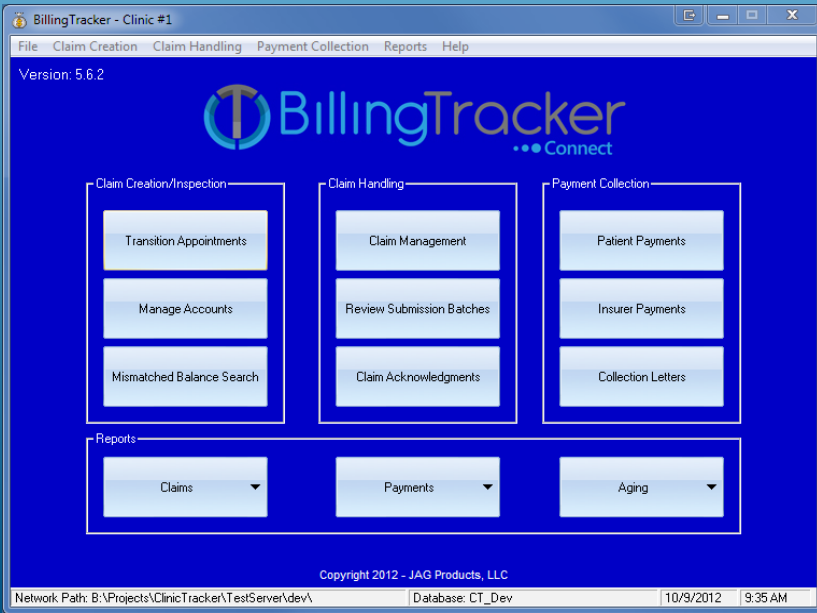 BillingTracker - Clinic #1
File Claim Creation Claim Handling Payment Collection Reports Help
Version: 5.6.2
BillingTracker
Connect
Claim Creation/Inspection
Transition Appointments
Manage Accounts
Mismatched Balance Search
Claim Handling
Claim Management
Review Submission Batches
Claim Acknowledgments
Payment Collection
Patient Payments
Insurer Payments
Collection Letters
Reports
Claims
Payments
Aging
Copyright 2012 - JAG Products, LLC
Network Path: B:\Projects\ClinicTracker\TestServer\dev\ Database: CT_Dev 10/9/2012 9:35 AM